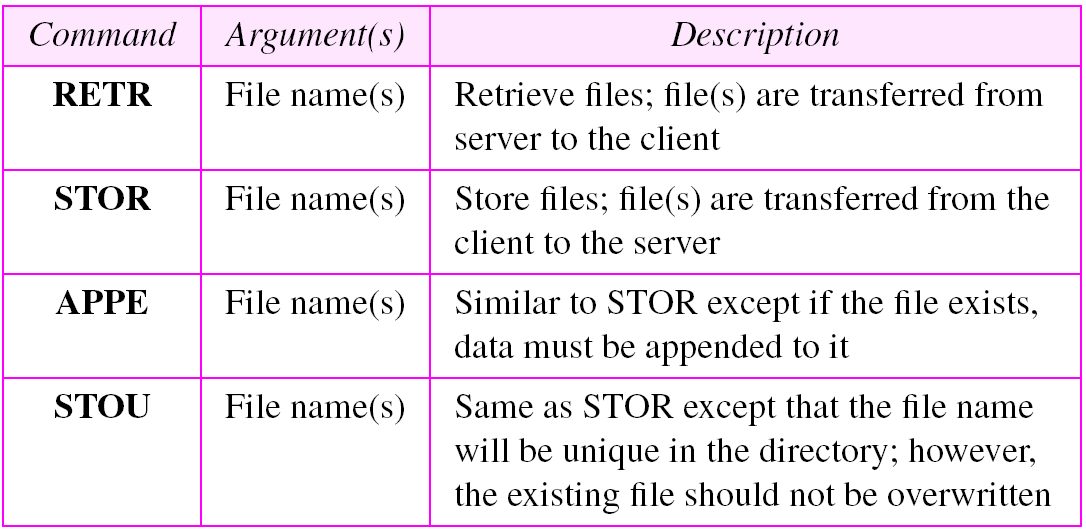 Command Argument(s) Description
RETR File name(s) Retrieve files; file(s) are transferred from
server to the client
STOR File name(s) Store files; file(s) are transferred from the
client to the server
APPE File name(s) Similar to STOR except if the file exists,
data must be appended to it
STOU File name(s) Same as STOR except that the file name
will be unique in the directory; however,
the existing file should not be overwritten